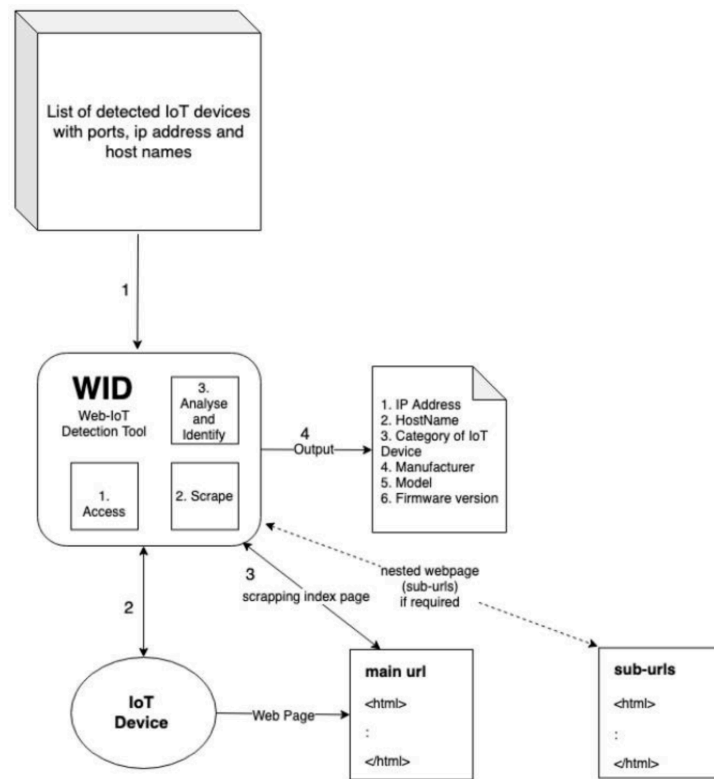 List of detected IoT devices
with ports, ip address and
host names
1
WID
Web-IoT
Detection Tool
3.
Analyse
and
Identify
1.
Access
2. Scrape
4
Output
1. IP Address
2. HostName
3. Category of IoT
Device
4. Manufacturer
5. Model
6. Firmware version
2
3
scrapping index page
nested webpage
(sub-urls)
if required
IoT
Device
Web Page
main url
<html>
:
</html>
sub-urls
<html>
:
</html>